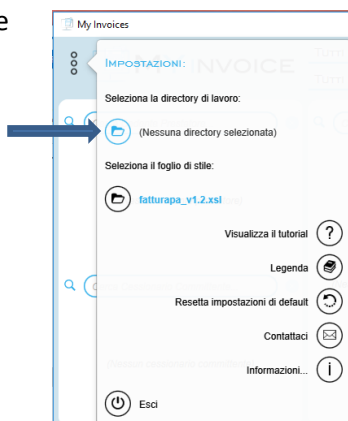 e
My Invoices
IMPOSTAZIONI:
INVOICE
Seleziona la directory di lavoro:
(Nessuna directory selezionata)
Seleziona il foglio di stile:
fatturapa_v1.2.xsl
Visualizza il tutorial
Legenda
Resetta impostazioni di default
Contattaci
Informazioni...
Esci